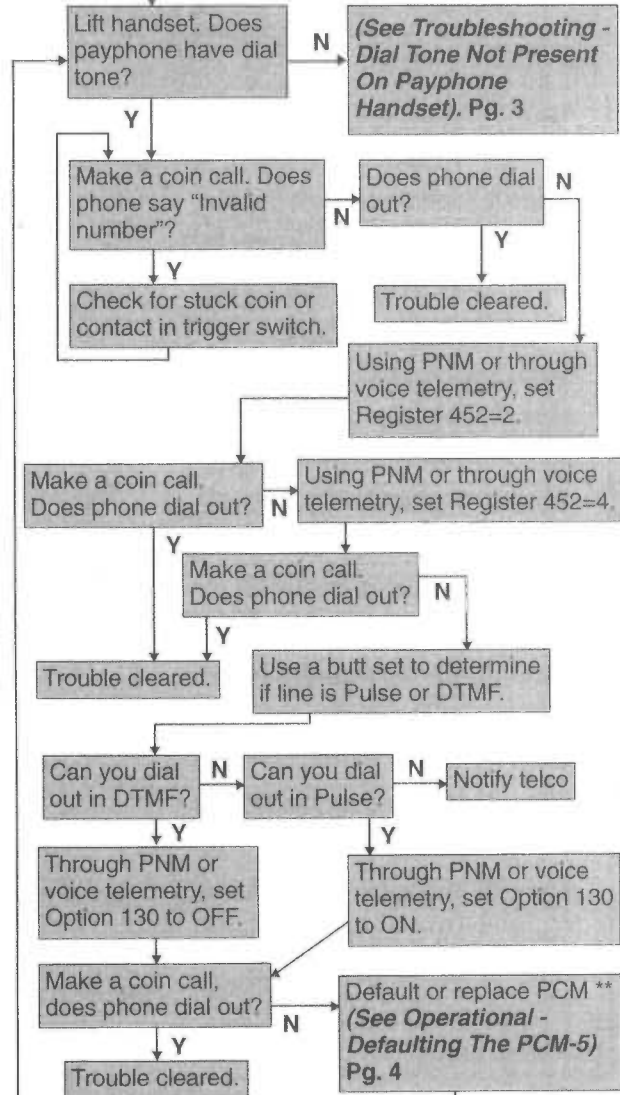 Lift handset. Does
payphone have dial
tone?
N
(See Troubleshooting -
Dial Tone Not Present
On Payphone
Handset). Pg. 3
Y
Make a coin call. Does
phone say “Invalid
number”?
N
Does phone dial
out?
N
Y
Y
Check for stuck coin or
contact in trigger switch.
Trouble cleared.
Using PNM or through
voice telemetry, set
Register 452=2.
Make a coin call.
Does phone dial out?
N
Using PNM or through voice
telemetry, set Register 452=4.
Y
Make a coin call.
Does phone dial out?
N
Y
Trouble cleared.
Use a butt set to determine
if line is Pulse or DTMF.
Can you dial
out in DTMF?
N
Can you dial
out in Pulse?
N
Notify telco
Y
Y
Through PNM or
voice telemetry, set
Option 130 to OFF.
Through PNM or voice
telemetry, set Option 130
to ON.
Make a coin call,
does phone dial out?
N
Default or replace PCM **
(See Operational -
Defaulting The PCM-5)
Pg. 4
Y
Trouble cleared.